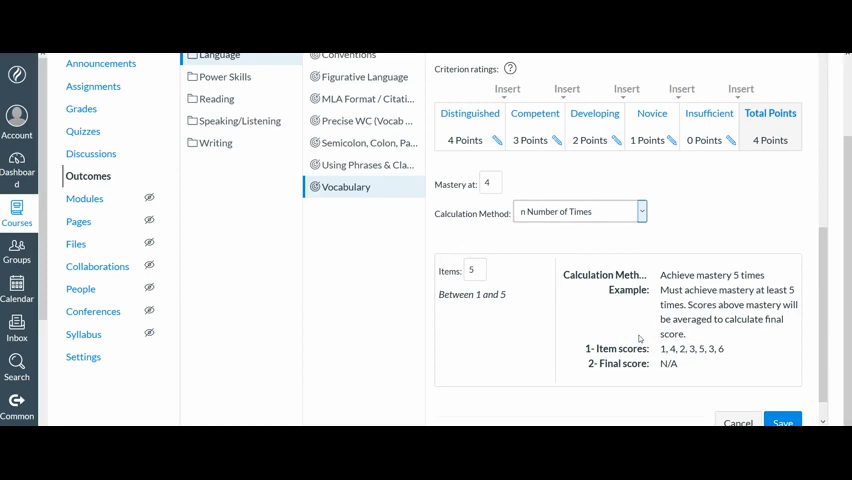 Account
Dashboar
d
Courses
Groups
Calendar
Inbox
Search
Common
Announcements
Assignments
Grades
Quizzes
Discussions
Outcomes
Modules
Pages
Files
Collaborations
People
Conferences
Syllabus
Settings
Language
Power Skills
Reading
Speaking/Listening
Writing
Conventions
Figurative Language
MLA Format / Citati...
Precise WC (Vocab ...
Semicolon, Colon, Pa...
Using Phrases & Cla...
Vocabulary
Criterion ratings: ?
Insert Insert Insert Insert Insert
Distinguished Competent Developing Novice Insufficient Total Points
4 Points 3 Points 2 Points 1 Points 0 Points 4 Points
Mastery at: 4
Calculation Method: n Number of Times
Items: 5
Between 1 and 5
Calculation Meth... Achieve mastery 5 times
Example: Must achieve mastery at least 5
times. Scores above mastery will
be averaged to calculate final
score.
1- Item scores: 1, 4, 2, 3, 5, 3, 6
2- Final score: N/A
Cancel Save